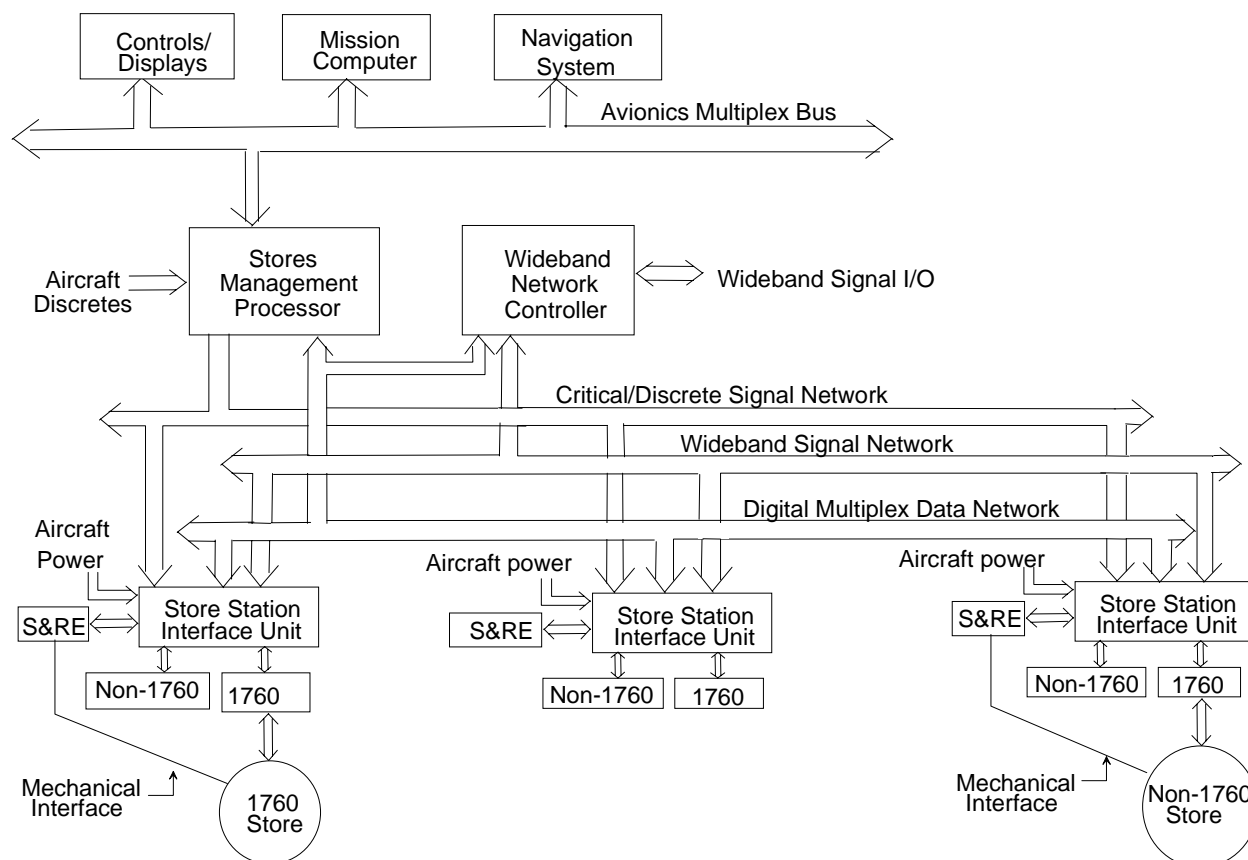 Controls/
Displays
Mission
Computer
Navigation
System
Avionics Multiplex Bus
Stores
Management
Processor
Wideband
Network
Controller
Aircraft
Discretes
Wideband Signal I/O
Critical/Discrete Signal Network
Wideband Signal Network
Digital Multiplex Data Network
Aircraft
Power
Aircraft power
Aircraft power
S&RE
Store Station
Interface Unit
S&RE
Store Station
Interface Unit
S&RE
Store Station
Interface Unit
Non-1760
1760
Non-1760
1760
Non-1760
1760
Mechanical
Interface
1760
Store
Mechanical
Interface
Non-1760
Store